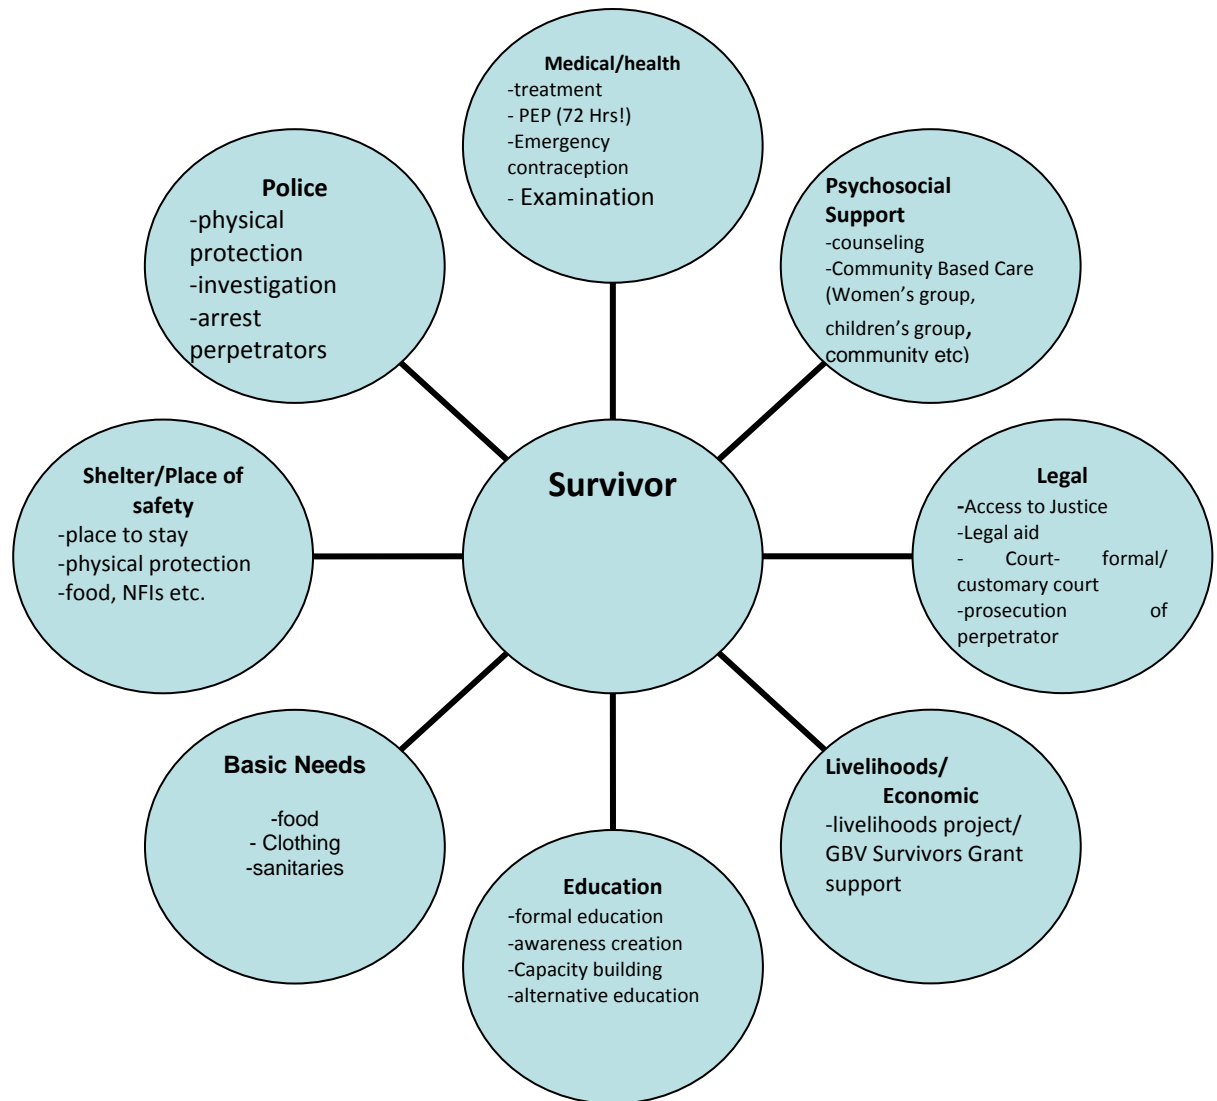 Medical/health
-treatment
- PEP (72 Hrs!)
-Emergency
contraception
- Examination
Police
-physical
protection
-investigation
-arrest
perpetrators
Psychosocial
Support
-counseling
-Community Based Care
(Women’s group,
children’s group,
community etc)
Shelter/Place of
safety
-place to stay
-physical protection
-food, NFIs etc.
Survivor
Legal
-Access to Justice
-Legal aid
- Court- formal/
customary court
-prosecution of
perpetrator
Basic Needs
-food
- Clothing
-sanitaries
Education
-formal education
-awareness creation
-Capacity building
-alternative education
Livelihoods/
Economic
-livelihoods project/
GBV Survivors Grant
support